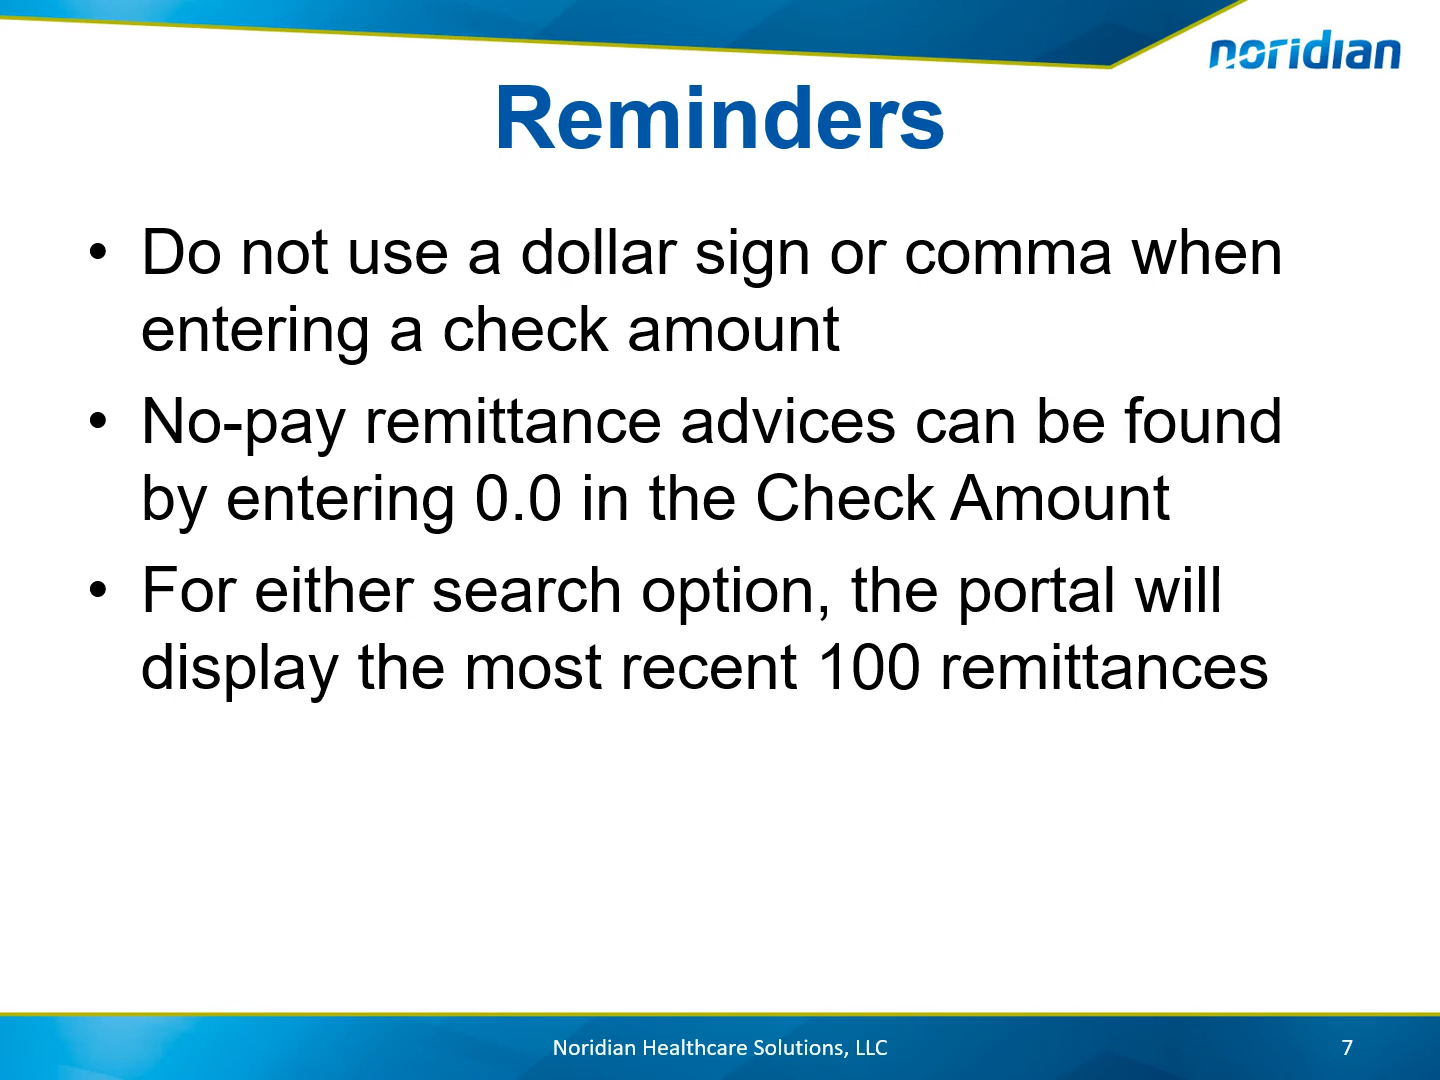 noridian
Reminders
• Do not use a dollar sign or comma when
entering a check amount
• No-pay remittance advices can be found
by entering 0.0 in the Check Amount
• For either search option, the portal will
display the most recent 100 remittances
Noridian Healthcare Solutions, LLC
7